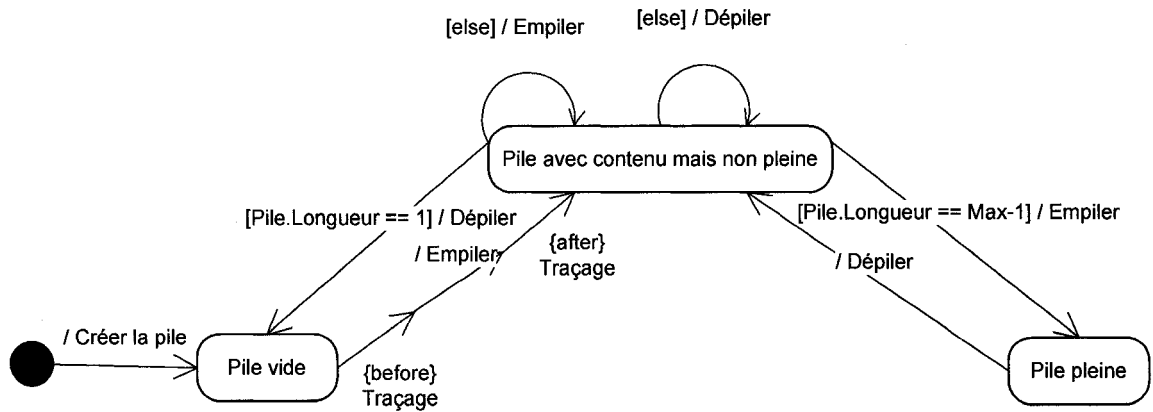 [else] / Empiler
[else] / Dépiler
Pile avec contenu mais non pleine
[Pile.Longueur == 1] / Dépiler
[Pile.Longueur == Max-1] / Empiler
/ Empiler
{after}
Traçage
/ Dépiler
/ Créer la pile
Pile vide
{before}
Traçage
Pile pleine